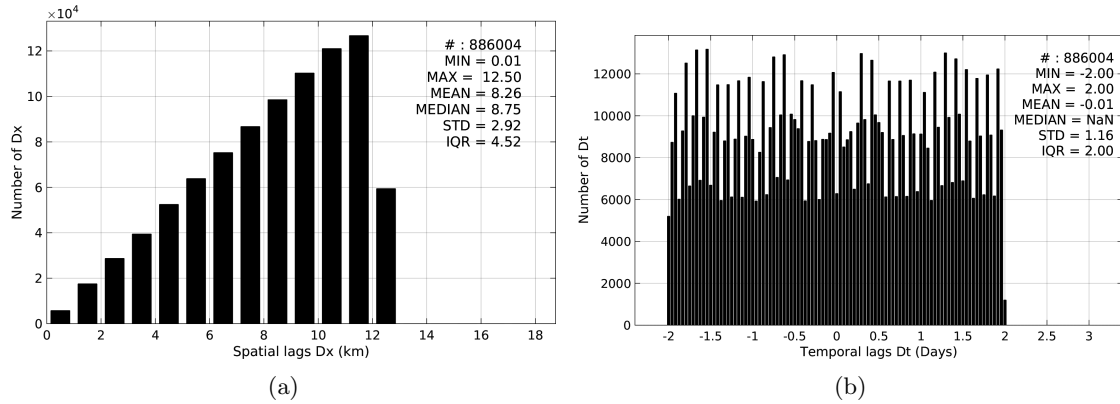 ×10⁴
# : 886004
MIN = 0.01
MAX = 12.50
MEAN = 8.26
MEDIAN = 8.75
STD = 2.92
IQR = 4.52
Number of Dx
12
10
8
6
4
2
0
0 2 4 6 8 10 12 14 16 18
Spatial lags Dx (km)
(a)
# : 886004
MIN = -2.00
MAX = 2.00
MEAN = -0.01
MEDIAN = NaN
STD = 1.16
IQR = 2.00
Number of Dt
12000
10000
8000
6000
4000
2000
0
-2 -1.5 -1 -0.5 0 0.5 1 1.5 2 2.5 3
Temporal lags Dt (Days)
(b)